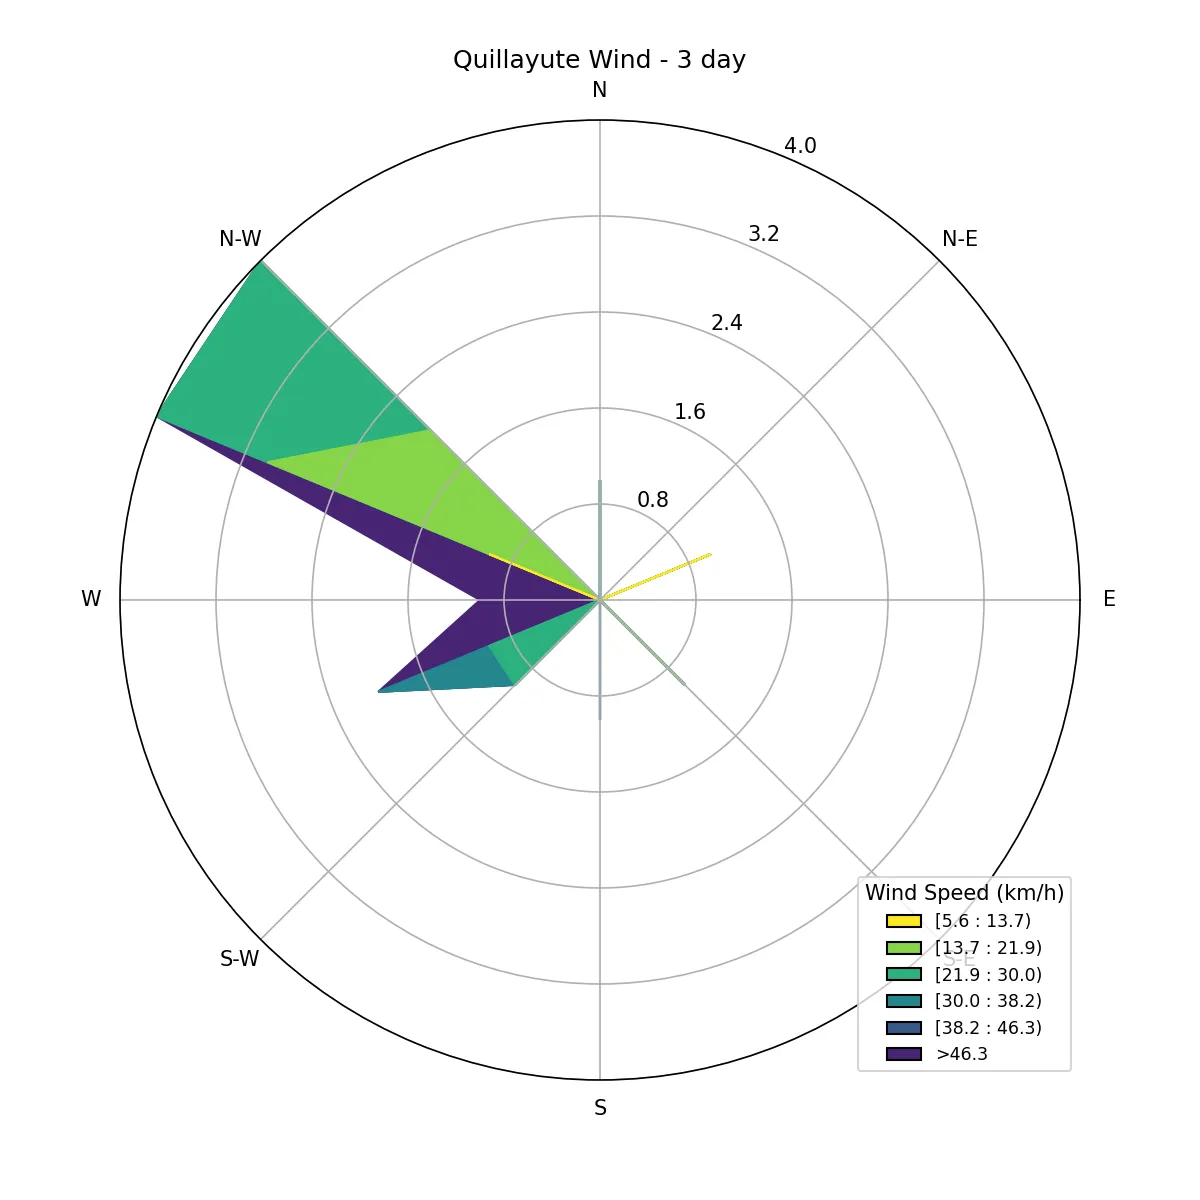 Quillayute Wind - 3 day
N
4.0
N-W
N-E
3.2
2.4
1.6
0.8
W
E
S-W
S-E
S
Wind Speed (km/h)
[5.6 : 13.7)
[13.7 : 21.9)
[21.9 : 30.0)
[30.0 : 38.2)
[38.2 : 46.3)
>46.3